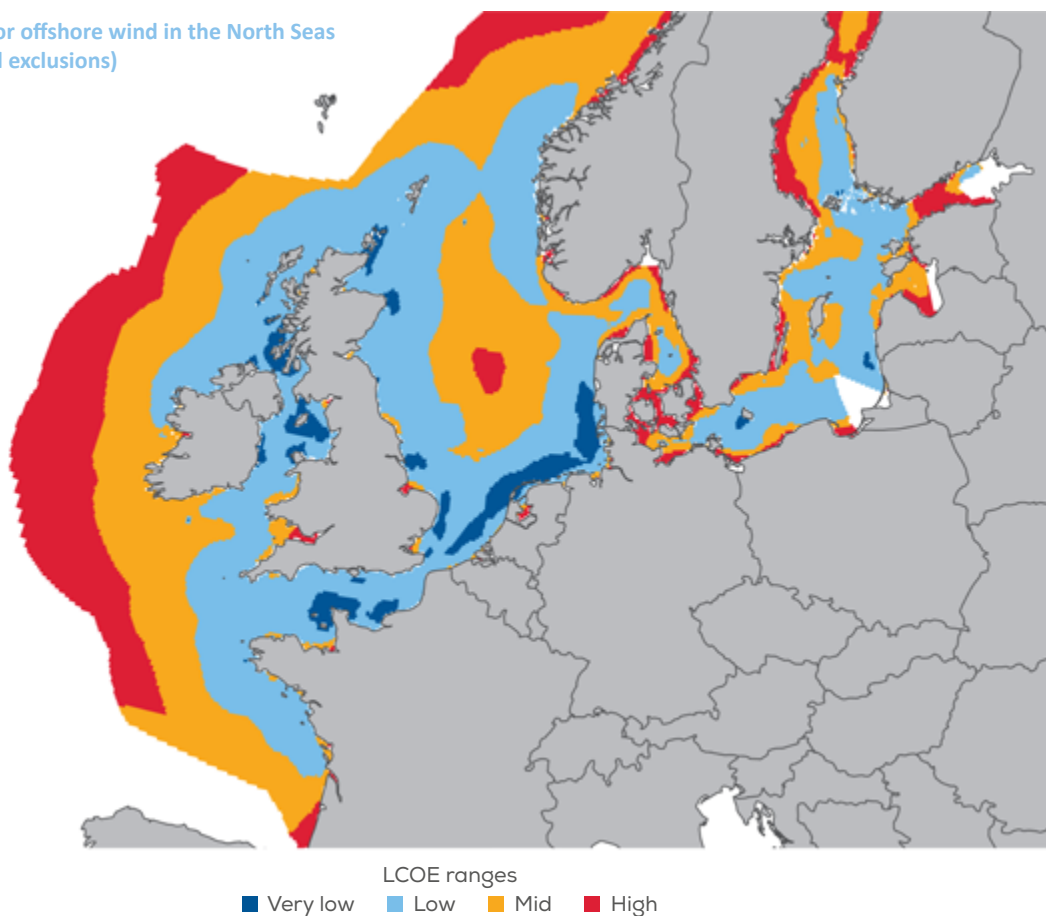 or offshore wind in the North Seas
exclusions)
LCOE ranges
Very low Low Mid High